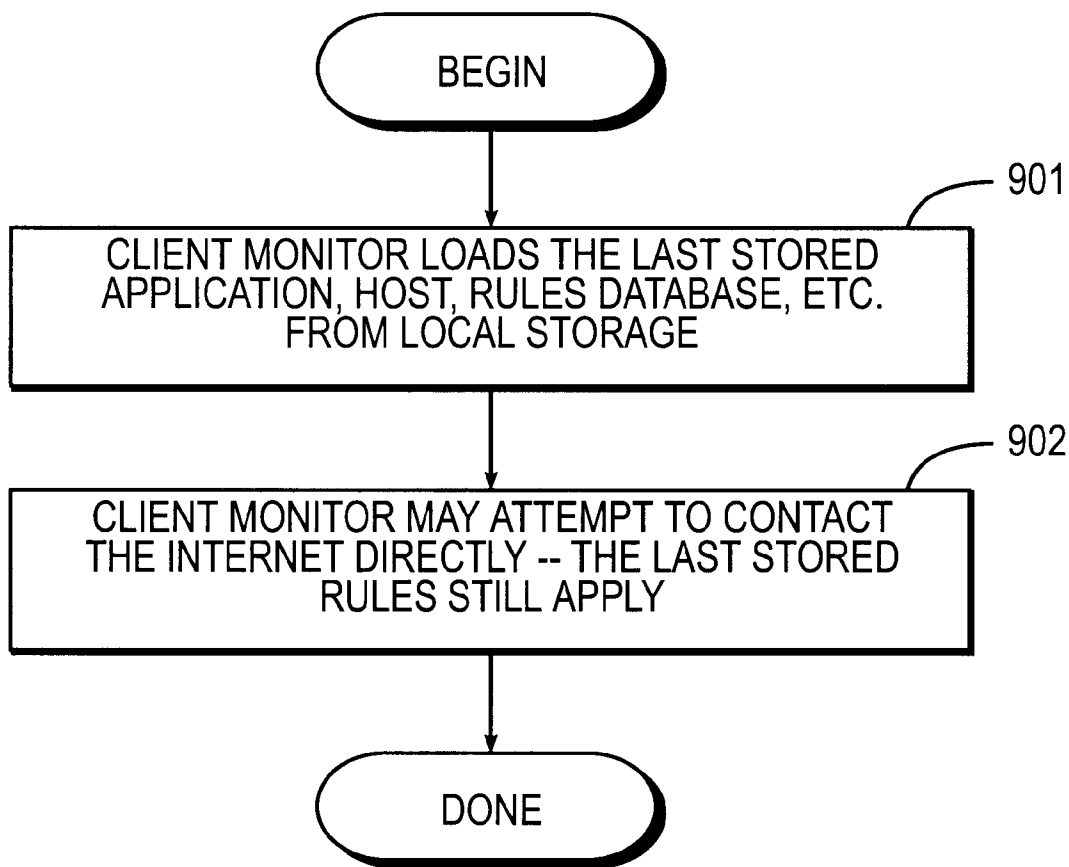 BEGIN
901
CLIENT MONITOR LOADS THE LAST STORED
APPLICATION, HOST, RULES DATABASE, ETC.
FROM LOCAL STORAGE
902
CLIENT MONITOR MAY ATTEMPT TO CONTACT
THE INTERNET DIRECTLY -- THE LAST STORED
RULES STILL APPLY
DONE